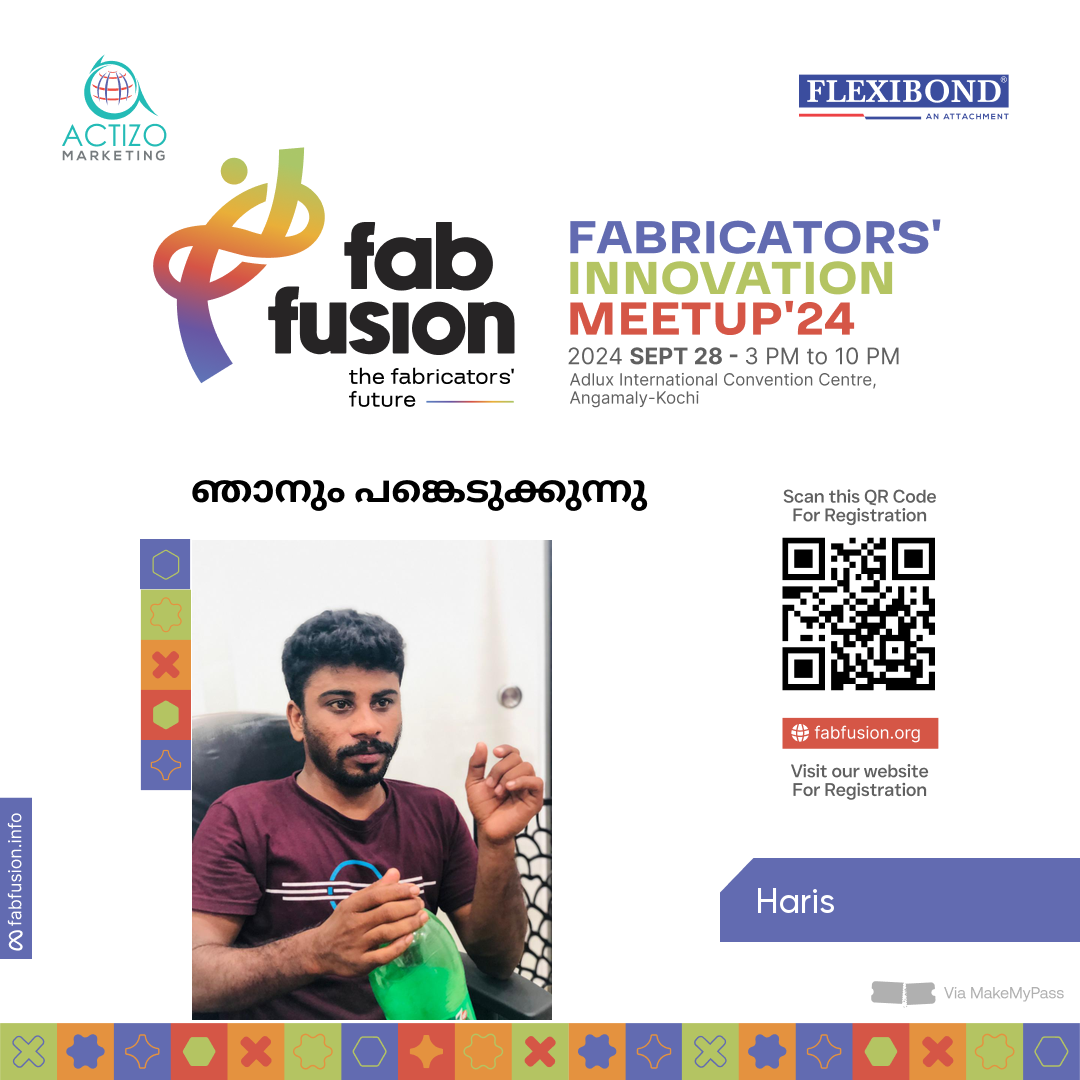 ACTIZO
MARKETING
FLEXIBOND®
AN ATTACHMENT
fab
fusion
the fabricators'
future
FABRICATORS'
INNOVATION
MEETUP'24
2024 SEPT 28 - 3 PM to 10 PM
Adlux International Convention Centre,
Angamaly-Kochi
ഞാനും പങ്കെടുക്കുന്നു
Scan this QR Code
For Registration
fabfusion.org
Visit our website
For Registration
fabfusion.info
Haris
Via MakeMyPass